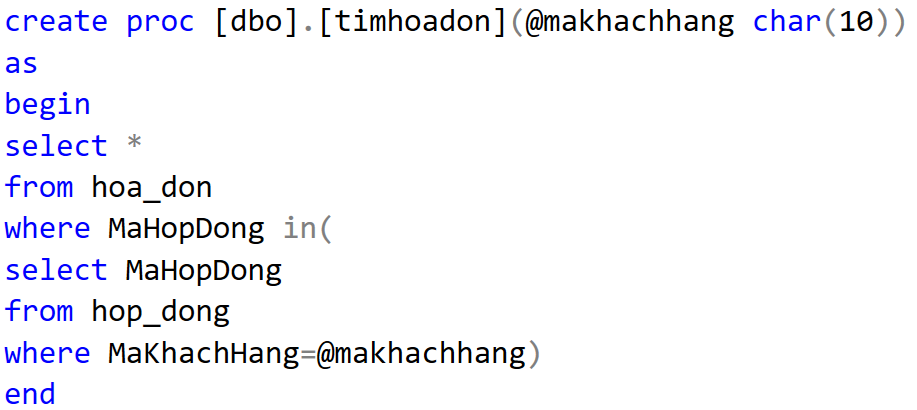 create proc [dbo].[timhoadon](@makhachhang char(10))
as
begin
select *
from hoa_don
where MaHopDong in(
select MaHopDong
from hop_dong
where MaKhachHang=@makhachhang)
end